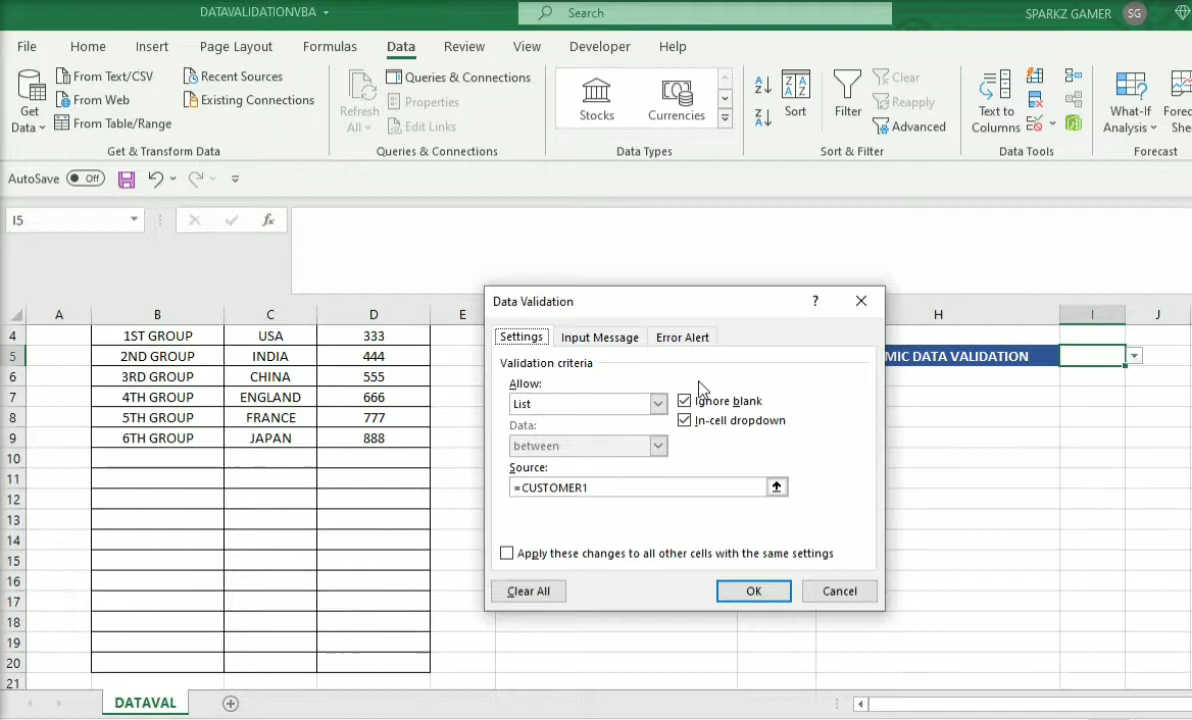 DATAVALIDATIONVBA
Search
SPARKZ GAMER SG
File Home Insert Page Layout Formulas Data Review View Developer Help
Get Data
From Text/CSV
From Web
From Table/Range
Recent Sources
Existing Connections
Get & Transform Data
Refresh All
Queries & Connections
Properties
Edit Links
Queries & Connections
Stocks
Currencies
Data Types
Sort
Filter
Clear
Reapply
Advanced
Sort & Filter
Text to Columns
Data Tools
What-If Analysis
Forecast
AutoSave Off
I5
fx
A B C D E H I J
4 1ST GROUP USA 333
5 2ND GROUP INDIA 444
MIC DATA VALIDATION
6 3RD GROUP CHINA 555
7 4TH GROUP ENGLAND 666
8 5TH GROUP FRANCE 777
9 6TH GROUP JAPAN 888
10
11
12
13
14
15
16
17
18
19
20
21
Data Validation ?
Settings Input Message Error Alert
Validation criteria
Allow:
List
Ignore blank
In-cell dropdown
Data:
between
Source:
=CUSTOMER1
Apply these changes to all other cells with the same settings
Clear All OK Cancel
DATAVAL